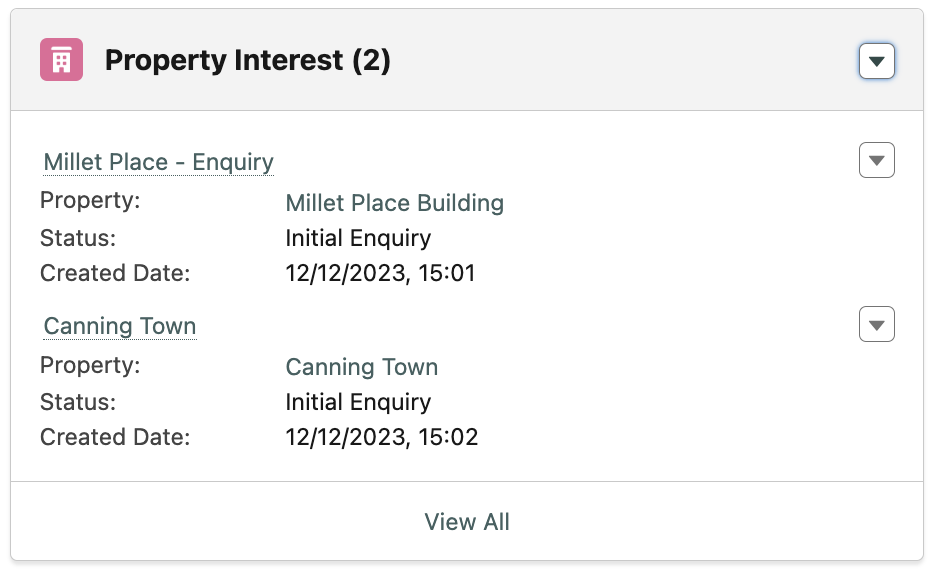 Property Interest (2)
Millet Place - Enquiry
Property: Millet Place Building
Status: Initial Enquiry
Created Date: 12/12/2023, 15:01
Canning Town
Property: Canning Town
Status: Initial Enquiry
Created Date: 12/12/2023, 15:02
View All